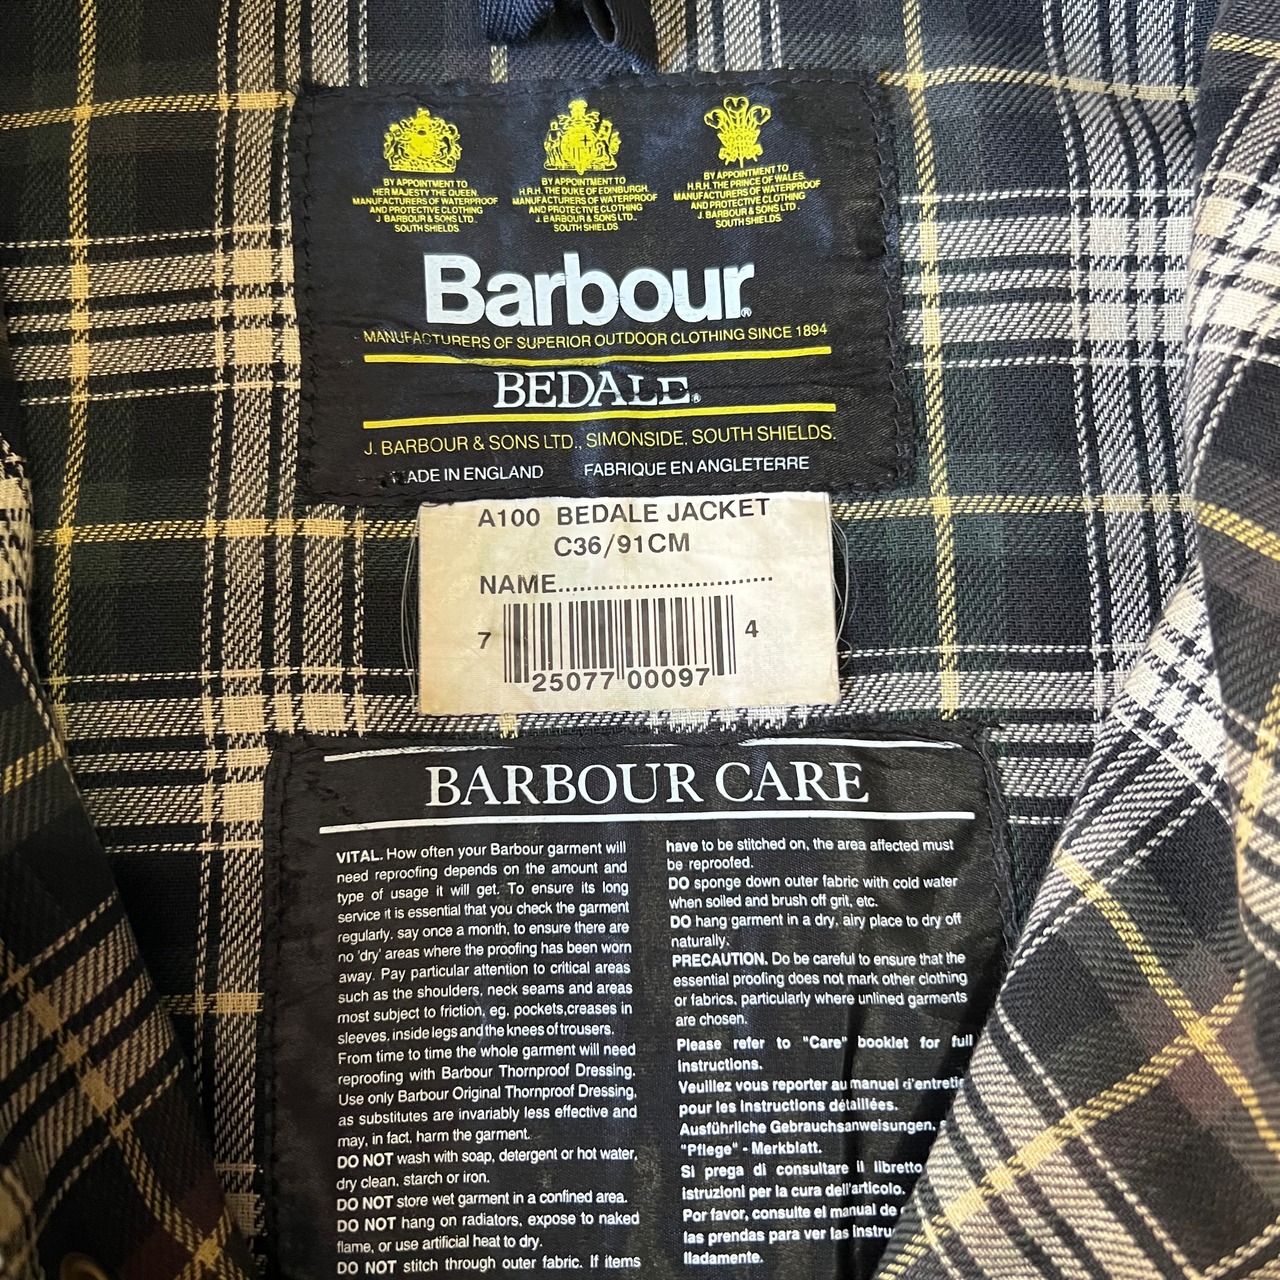 BY APPOINTMENT TO
HER MAJESTY THE QUEEN.
MANUFACTURERS OF WATERPROOF
AND PROTECTIVE CLOTHING
J. BARBOUR & SONS LTD.
SOUTH SHIELDS
BY APPOINTMENT TO
H.R.H. THE DUKE OF EDINBURGH.
MANUFACTURERS OF WATERPROOF
AND PROTECTIVE CLOTHING
J. BARBOUR & SONS LTD..
SOUTH SHIELDS
BY APPOINTMENT TO
H.R.H. THE PRINCE OF WALES.
MANUFACTURERS OF WATERPROOF
AND PROTECTIVE CLOTHING
J. BARBOUR & SONS LTD.
SOUTH SHIELDS.
Barbour®
MANUFACTURERS OF SUPERIOR OUTDOOR CLOTHING SINCE 1894
BEDALE®
J. BARBOUR & SONS LTD., SIMONSIDE, SOUTH SHIELDS.
MADE IN ENGLAND FABRIQUE EN ANGLETERRE
A100 BEDALE JACKET
C36/91CM
NAME...............................
7 25077 00097 4
BARBOUR CARE
VITAL. How often your Barbour garment will
need reproofing depends on the amount and
type of usage it will get. To ensure its long
service it is essential that you check the garment
regularly, say once a month, to ensure there are
no 'dry' areas where the proofing has been worn
away. Pay particular attention to critical areas
such as the shoulders, neck seams and areas
most subject to friction, eg. pockets,creases in
sleeves, inside legs and the knees of trousers.
From time to time the whole garment will need
reproofing with Barbour Thornproof Dressing.
Use only Barbour Original Thornproof Dressing,
as substitutes are invariably less effective and
may, in fact, harm the garment.
DO NOT wash with soap, detergent or hot water,
dry clean, starch or iron.
DO NOT store wet garment in a confined area.
DO NOT hang on radiators, expose to naked
flame, or use artificial heat to dry.
DO NOT stitch through outer fabric. If items
have to be stitched on, the area affected must
be reproofed.
DO sponge down outer fabric with cold water
when soiled and brush off grit, etc.
DO hang garment in a dry, airy place to dry off
naturally.
PRECAUTION. Do be careful to ensure that the
essential proofing does not mark other clothing
or fabrics, particularly where unlined garments
are chosen.
Please refer to "Care" booklet for full
Instructions.
Veuillez vous reporter au manuel d'entretie
pour les Instructions détaillées.
Ausführliche Gebrauchsanweisungen,
"Pflege" - Merkblatt.
Si prega di consultare il libretto
istruzioni per la cura dell'articolo.
Por favor, consulte el manual de
las prendas para ver las Instru
lladamente.